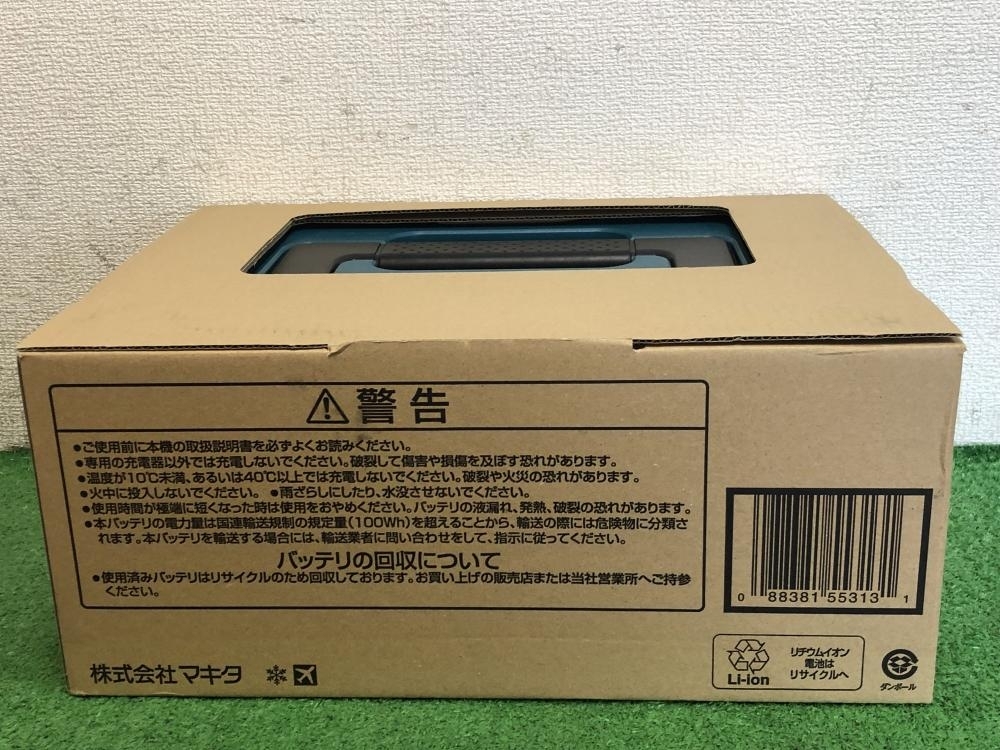 警告
●ご使用前に本機の取扱説明書を必ずよくお読みください。
●専用の充電器以外では充電しないでください。破裂して傷害や損傷を及ぼす恐れがあります。
●温度が10℃未満、あるいは40℃以上では充電しないでください。破裂や火災の恐れがあります。
●火中に投入しないでください。 ●雨ざらしにしたり、水没させないでください。
●使用時間が極端に短くなった時は使用をおやめください。バッテリの液漏れ、発熱、破裂の恐れがあります。
●本バッテリの電力量は国連輸送規制の規定量(100Wh)を超えることから、輸送の際には危険物に分類さ
れます。本バッテリを輸送する場合には、輸送業者に問い合わせをして、指示に従ってください。
バッテリの回収について
●使用済みバッテリはリサイクルのため回収しております。お買い上げの販売店または当社営業所へご持参
ください。
0 88381 55313 1
株式会社マキタ
Li-ion
リチウムイオン
電池は
リサイクルへ
ダンボール